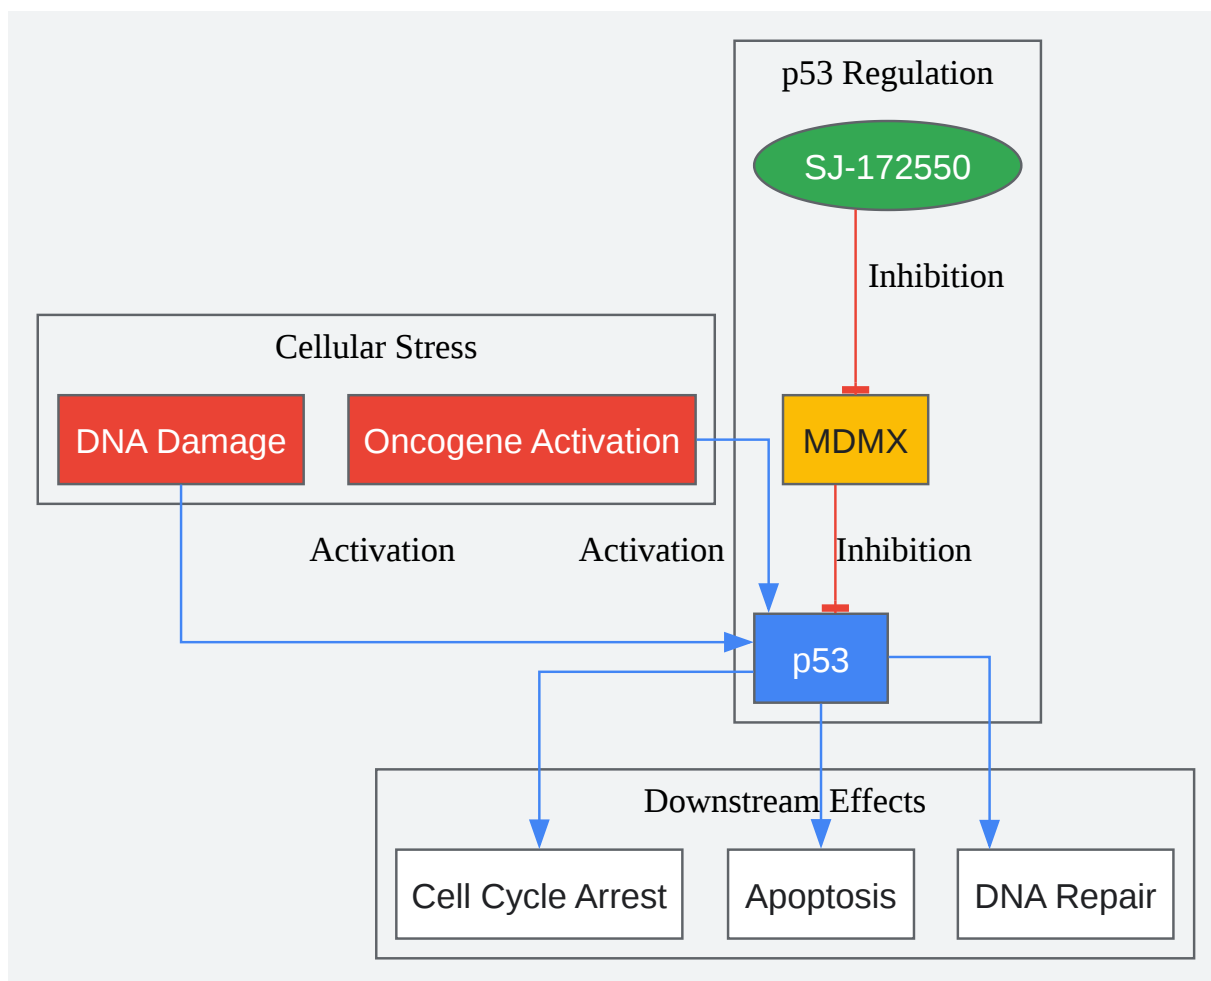 p53 Regulation
SJ-172550
Inhibition
Cellular Stress
DNA Damage
Oncogene Activation
MDMX
Activation
Activation
Inhibition
p53
Downstream Effects
Cell Cycle Arrest
Apoptosis
DNA Repair